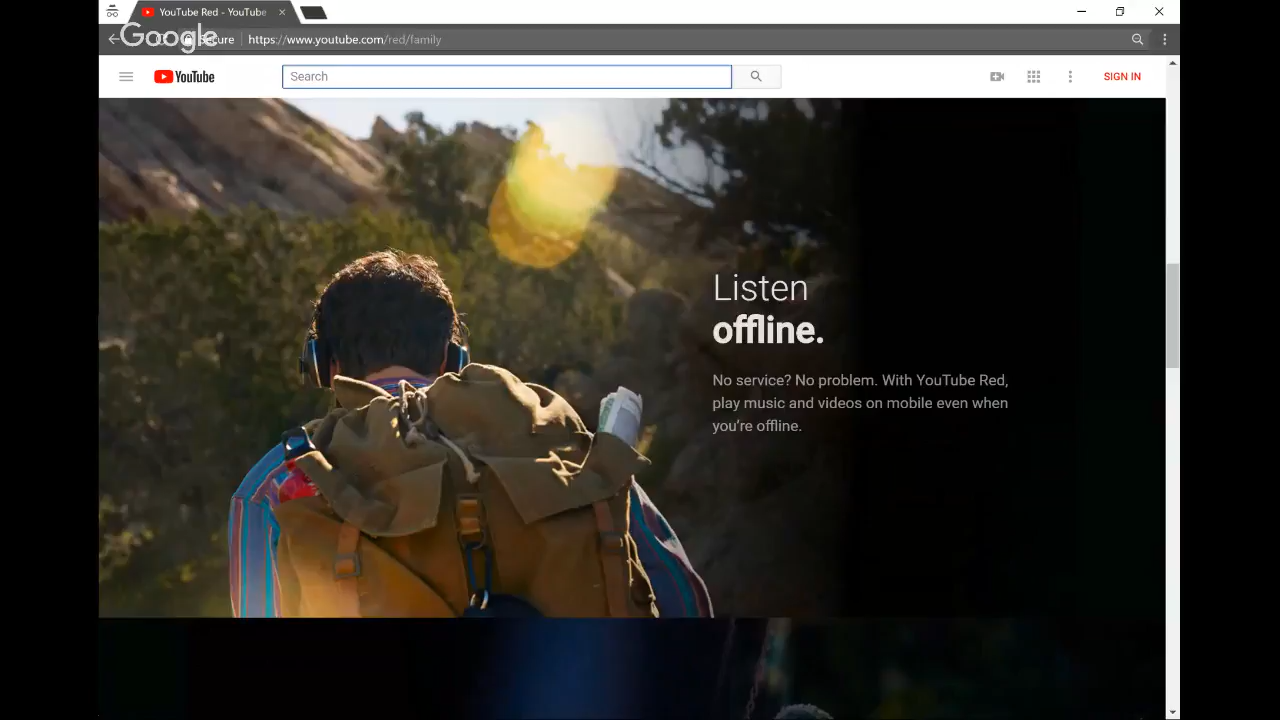 YouTube Red - YouTube
Google
Secure
https://www.youtube.com/red/family
YouTube
Search
SIGN IN
Listen
offline.
No service? No problem. With YouTube Red,
play music and videos on mobile even when
you're offline.